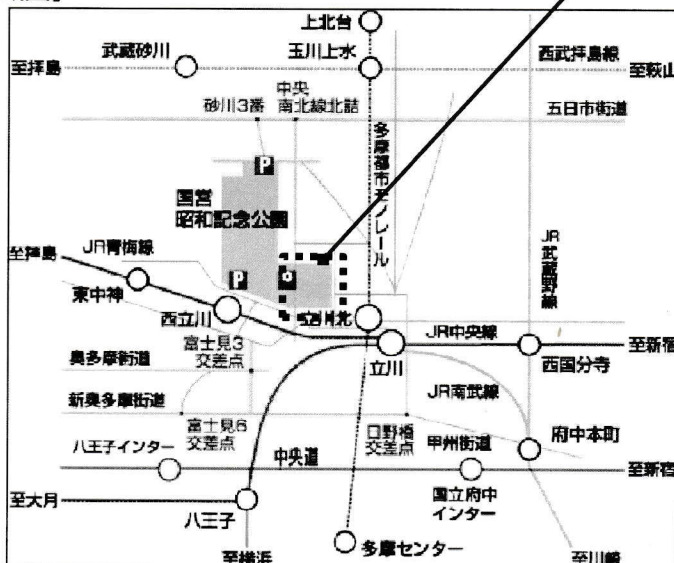 上北台
武蔵砂川
玉川上水
西武拝島線
至拝島
至萩山
中央
南北線北詰
砂川3番
五日市街道
多摩都市モノレール
P
国営
昭和記念公園
JR武蔵野線
至拝島
JR青梅線
東中神
P
西立川
立川北
JR中央線
至新宿
富士見3
交差点
立川
西国分寺
奥多摩街道
JR南武線
新奥多摩街道
富士見6
交差点
日野橋
交差点
甲州街道
府中本町
八王子インター
中央道
至新宿
国立府中
インター
至大月
八王子
多摩センター
至横浜
至川崎